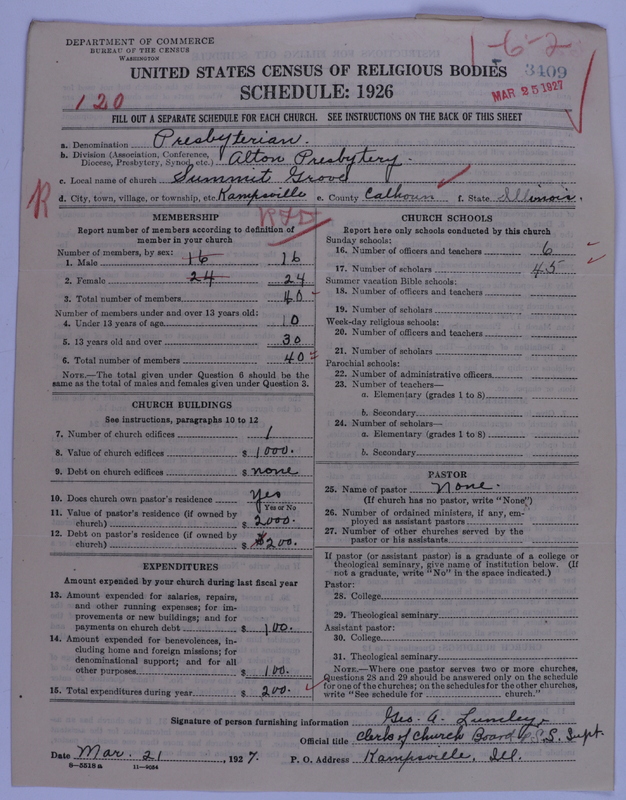 DEPARTMENT OF COMMERCE
BUREAU OF THE CENSUS
WASHINGTON
1-6-2
3409
MAR 25 1927
UNITED STATES CENSUS OF RELIGIOUS BODIES
SCHEDULE: 1926
120
FILL OUT A SEPARATE SCHEDULE FOR EACH CHURCH. SEE INSTRUCTIONS ON THE BACK OF THIS SHEET
a. Denomination Presbyterian.
b. Division (Association, Conference, Diocese, Presbytery, Synod, etc.) Alton Presbytery.
c. Local name of church Summit Grove
d. City, town, village, or township, etc. Kampsville e. County Calhoun f. State Illinois.
R
RFD
MEMBERSHIP
Report number of members according to definition of
member in your church
Number of members, by sex:
1. Male 16 16
2. Female 24 24
3. Total number of members 40
Number of members under and over 13 years old:
4. Under 13 years of age 10
5. 13 years old and over 30
6. Total number of members 40
NOTE.—The total given under Question 6 should be the
same as the total of males and females given under Question 3.
CHURCH BUILDINGS
See instructions, paragraphs 10 to 12
7. Number of church edifices 1
8. Value of church edifices $ 1000.
9. Debt on church edifices $ none
10. Does church own pastor's residence yes
Yes or No
11. Value of pastor's residence (if owned by
church) $ 2000.
12. Debt on pastor's residence (if owned by
church) $ $200.
EXPENDITURES
Amount expended by your church during last fiscal year
13. Amount expended for salaries, repairs,
and other running expenses; for im-
provements or new buildings; and for
payments on church debt $ 100.
14. Amount expended for benevolences, in-
cluding home and foreign missions; for
denominational support; and for all
other purposes $ 100.
15. Total expenditures during year $ 200.
CHURCH SCHOOLS
Report here only schools conducted by this church
Sunday schools:
16. Number of officers and teachers 6
17. Number of scholars 45
Summer vacation Bible schools:
18. Number of officers and teachers
19. Number of scholars
Week-day religious schools:
20. Number of officers and teachers
21. Number of scholars
Parochial schools:
22. Number of administrative officers
23. Number of teachers—
a. Elementary (grades 1 to 8)
b. Secondary
24. Number of scholars—
a. Elementary (grades 1 to 8)
b. Secondary
PASTOR
25. Name of pastor None.
(If church has no pastor, write "None")
26. Number of ordained ministers, if any, em-
ployed as assistant pastors
27. Number of other churches served by the
pastor or his assistants
If pastor (or assistant pastor) is a graduate of a college or
theological seminary, give name of institution below. (If
not a graduate, write "No" in the space indicated.)
Pastor:
28. College
29. Theological seminary
Assistant pastor:
30. College
31. Theological seminary
NOTE.—Where one pastor serves two or more churches,
Questions 28 and 29 should be answered only on the schedule
for one of the churches; on the schedules for the other churches,
write "See schedule for church."
Signature of person furnishing information Geo. A. Lumley,
Official title Clerk of Church Board & S.S. Supt.
Date Mar. 21, 1927. P. O. Address Kampsville, Ill.
8-5518 a 11-9034